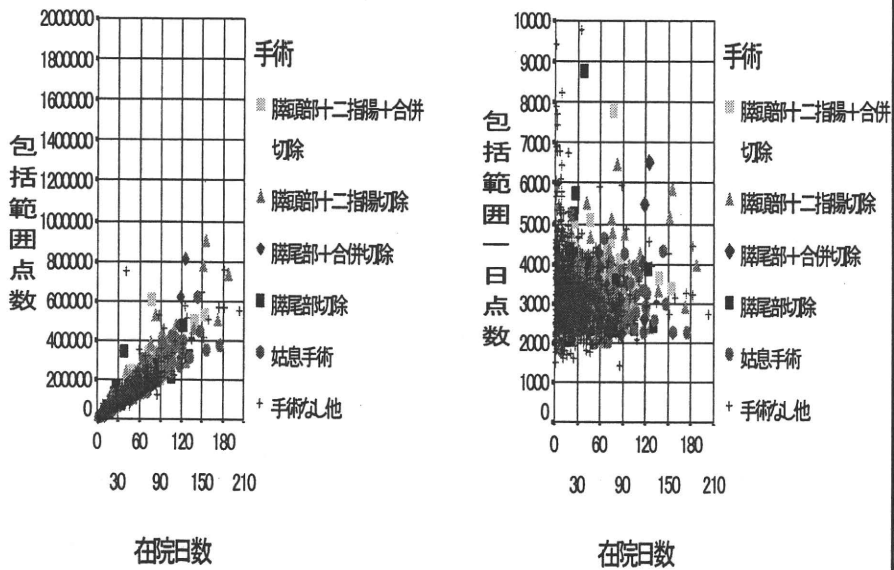 包括範囲点数
2000000
1800000
1600000
1400000
1200000
1000000
800000
600000
400000
200000
0
0 60 120 180
30 90 150 210
在院日数
手術
膵頭部十二指腸+合併
切除
膵頭部十二指腸切除
膵尾部+合併切除
膵尾部切除
姑息手術
手術なし他
包括範囲一日点数
10000
9000
8000
7000
6000
5000
4000
3000
2000
1000
0
0 60 120 180
30 90 150 210
在院日数
手術
膵頭部十二指腸+合併
切除
膵頭部十二指腸切除
膵尾部+合併切除
膵尾部切除
姑息手術
手術なし他